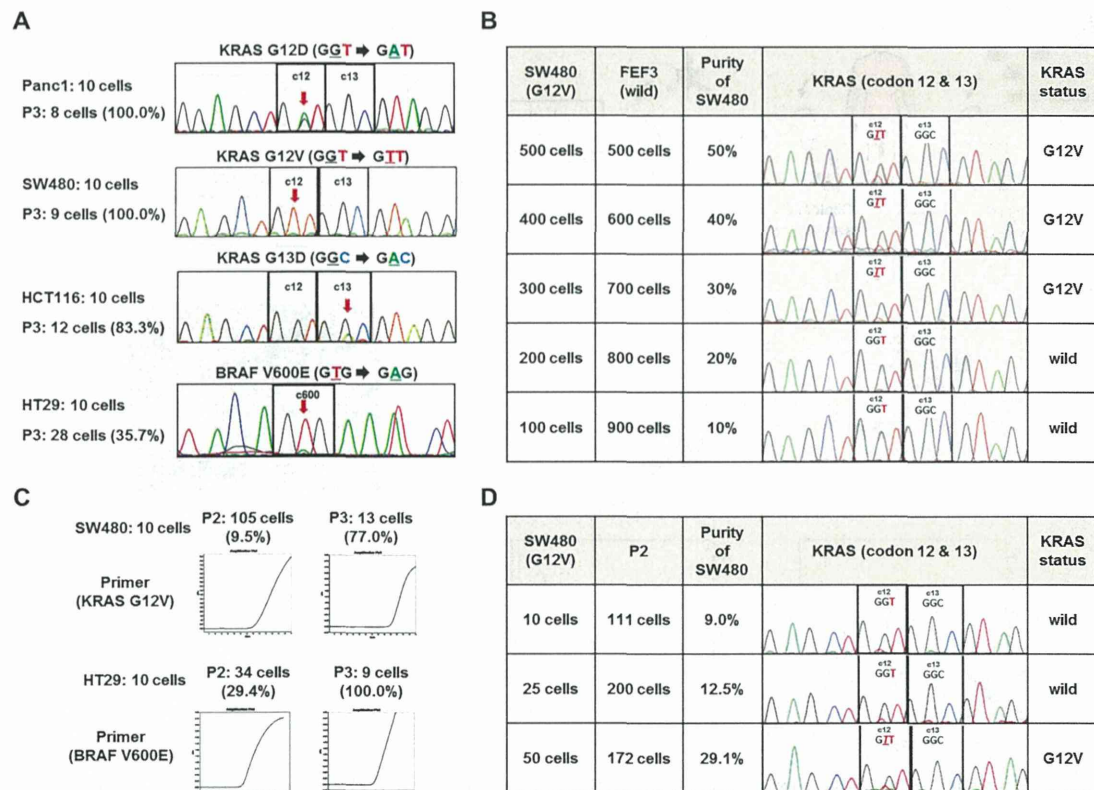 A
KRAS G12D (GGT ➡ GAT)
Panc1: 10 cells
P3: 8 cells (100.0%)
c12 c13
KRAS G12V (GGT ➡ GTT)
SW480: 10 cells
P3: 9 cells (100.0%)
c12 c13
KRAS G13D (GGC ➡ GAC)
HCT116: 10 cells
P3: 12 cells (83.3%)
c12 c13
BRAF V600E (GTG ➡ GAG)
HT29: 10 cells
P3: 28 cells (35.7%)
c600
B
SW480 (G12V) FEF3 (wild) Purity of SW480 KRAS (codon 12 & 13) KRAS status
500 cells 500 cells 50% c12 GTT c13 GGC G12V
400 cells 600 cells 40% c12 GTT c13 GGC G12V
300 cells 700 cells 30% c12 GTT c13 GGC G12V
200 cells 800 cells 20% c12 GGT c13 GGC wild
100 cells 900 cells 10% c12 GGT c13 GGC wild
C
SW480: 10 cells
P2: 105 cells (9.5%)
P3: 13 cells (77.0%)
Amplification Plot
Amplification Plot
Primer (KRAS G12V)
HT29: 10 cells
P2: 34 cells (29.4%)
P3: 9 cells (100.0%)
Amplification Plot
Amplification Plot
Primer (BRAF V600E)
D
SW480 (G12V) P2 Purity of SW480 KRAS (codon 12 & 13) KRAS status
10 cells 111 cells 9.0% c12 GGT c13 GGC wild
25 cells 200 cells 12.5% c12 GGT c13 GGC wild
50 cells 172 cells 29.1% c12 GTT c13 GGC G12V